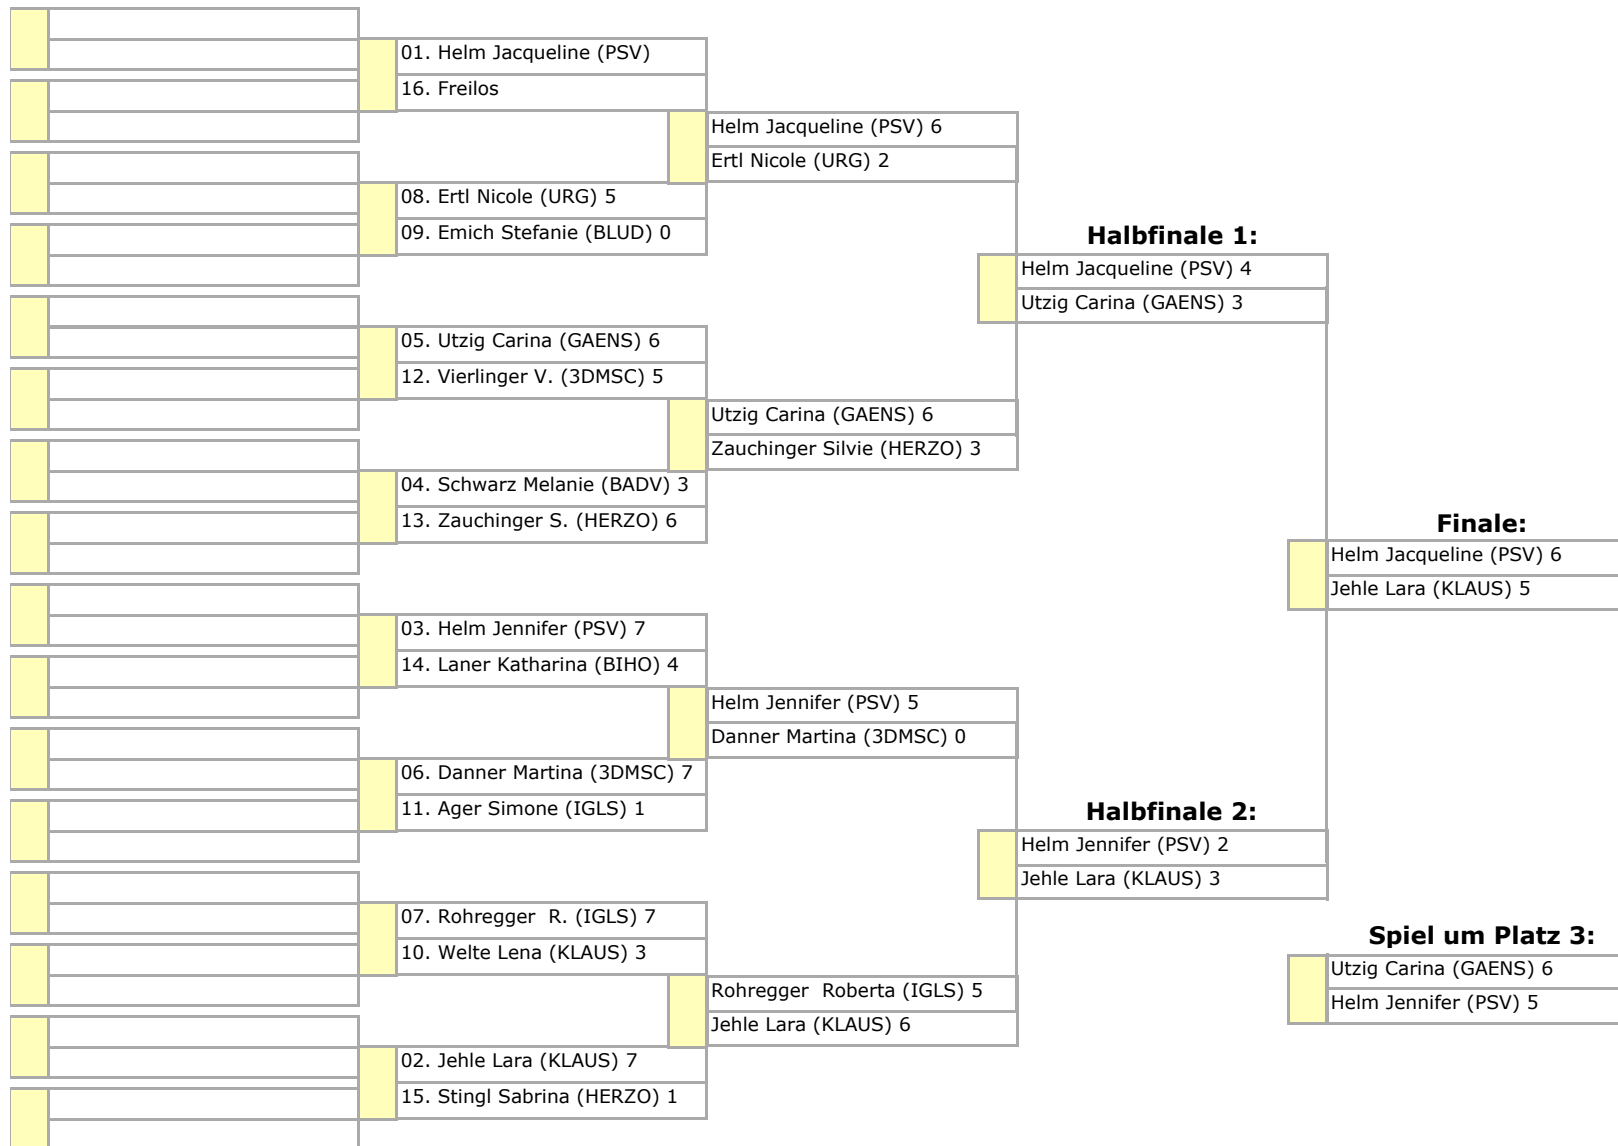 01. Helm Jacqueline (PSV)
16. Freilos
08. Ertl Nicole (URG) 5
09. Emich Stefanie (BLUD) 0
05. Utzig Carina (GAENS) 6
12. Vierlinger V. (3DMSC) 5
04. Schwarz Melanie (BADV) 3
13. Zauchinger S. (HERZO) 6
03. Helm Jennifer (PSV) 7
14. Laner Katharina (BIHO) 4
06. Danner Martina (3DMSC) 7
11. Ager Simone (IGLS) 1
07. Rohregger  R. (IGLS) 7
10. Welte Lena (KLAUS) 3
02. Jehle Lara (KLAUS) 7
15. Stingl Sabrina (HERZO) 1
Helm Jacqueline (PSV) 6
Ertl Nicole (URG) 2
Utzig Carina (GAENS) 6
Zauchinger Silvie (HERZO) 3
Helm Jennifer (PSV) 5
Danner Martina (3DMSC) 0
Rohregger  Roberta (IGLS) 5
Jehle Lara (KLAUS) 6
Halbfinale 1:
Helm Jacqueline (PSV) 4
Utzig Carina (GAENS) 3
Halbfinale 2:
Helm Jennifer (PSV) 2
Jehle Lara (KLAUS) 3
Finale:
Helm Jacqueline (PSV) 6
Jehle Lara (KLAUS) 5
Spiel um Platz 3:
Utzig Carina (GAENS) 6
Helm Jennifer (PSV) 5